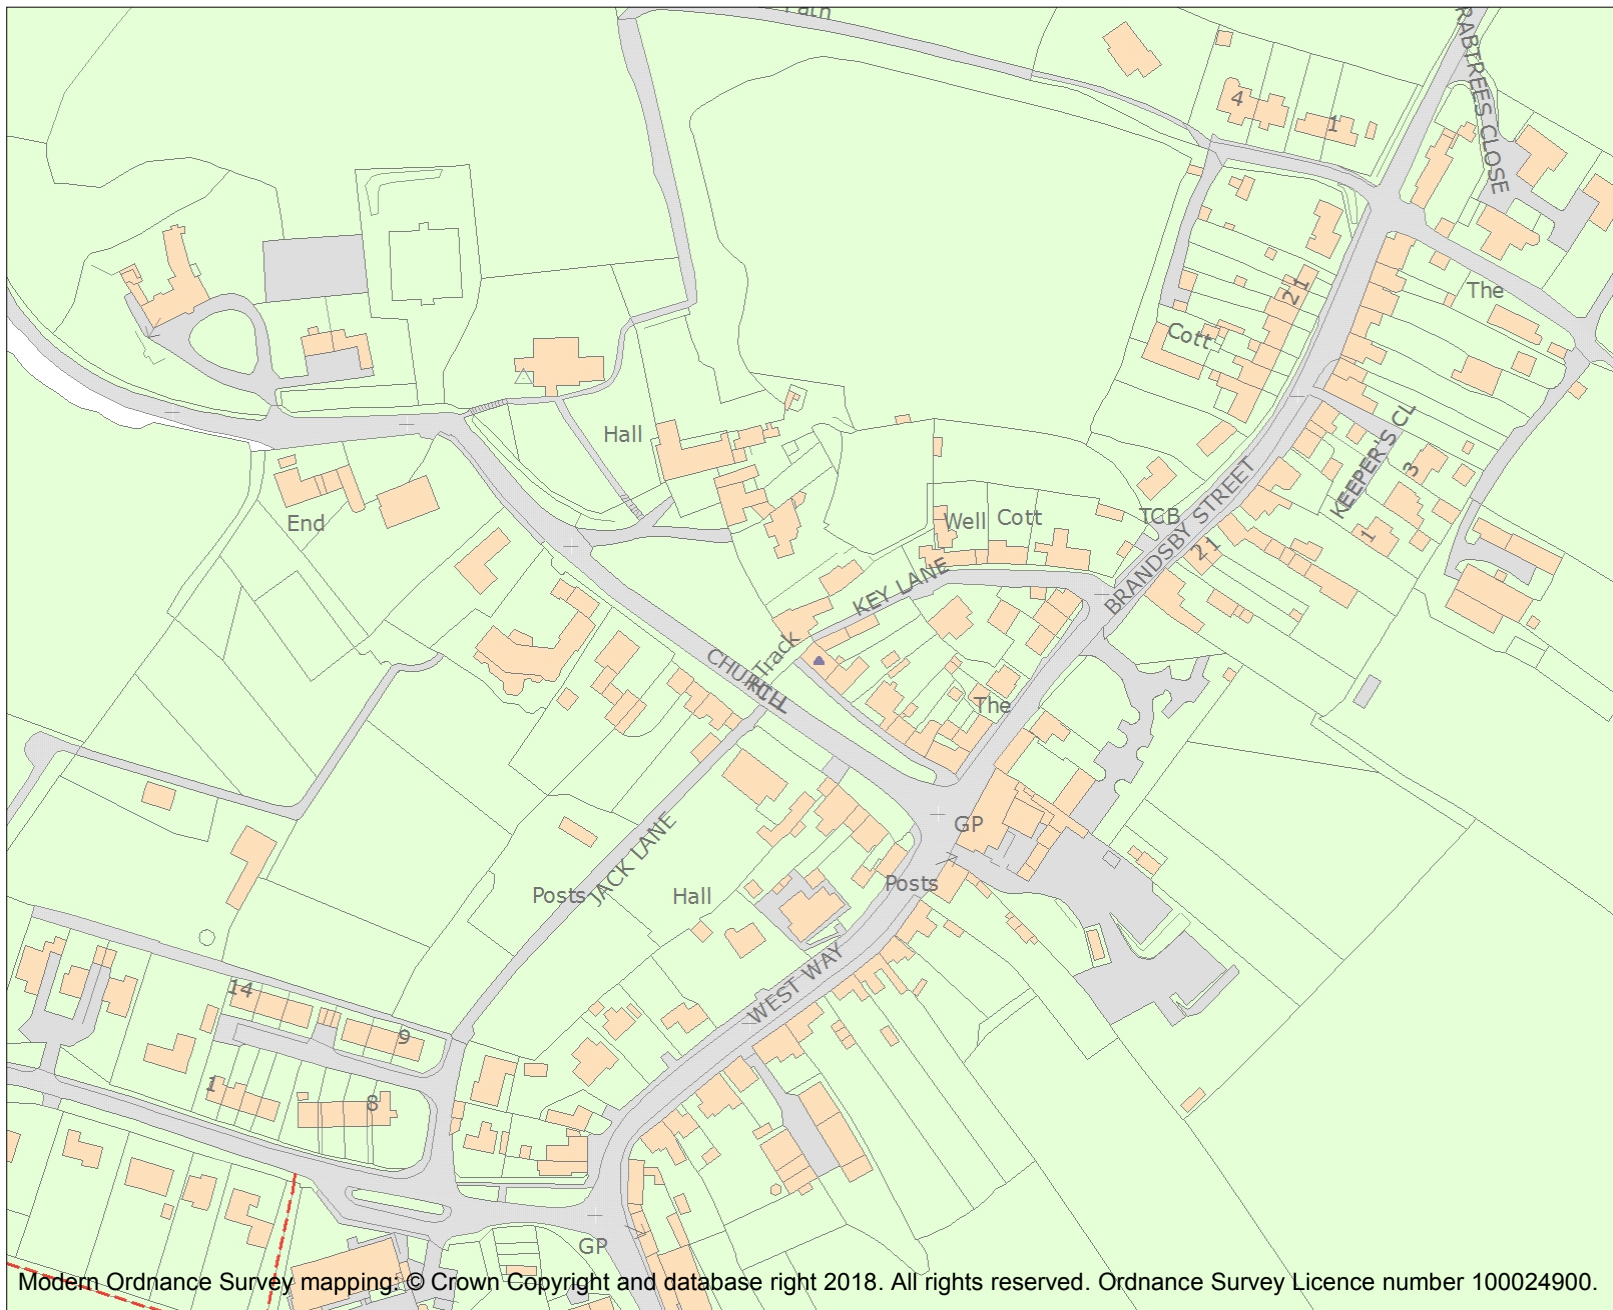 Path
RABTREES CLOSE
4
1
The
21
Cott
Hall
KEEPER'S CL
3
End
Well
Cott
TCB
BRANDSBY STREET
1
21
KEY LANE
Track
CHURCH
HILL
The
GP
JACK LANE
Posts
Hall
Posts
WEST WAY
14
9
1
8
GP
Modern Ordnance Survey mapping: © Crown Copyright and database right 2018. All rights reserved. Ordnance Survey Licence number 100024900.